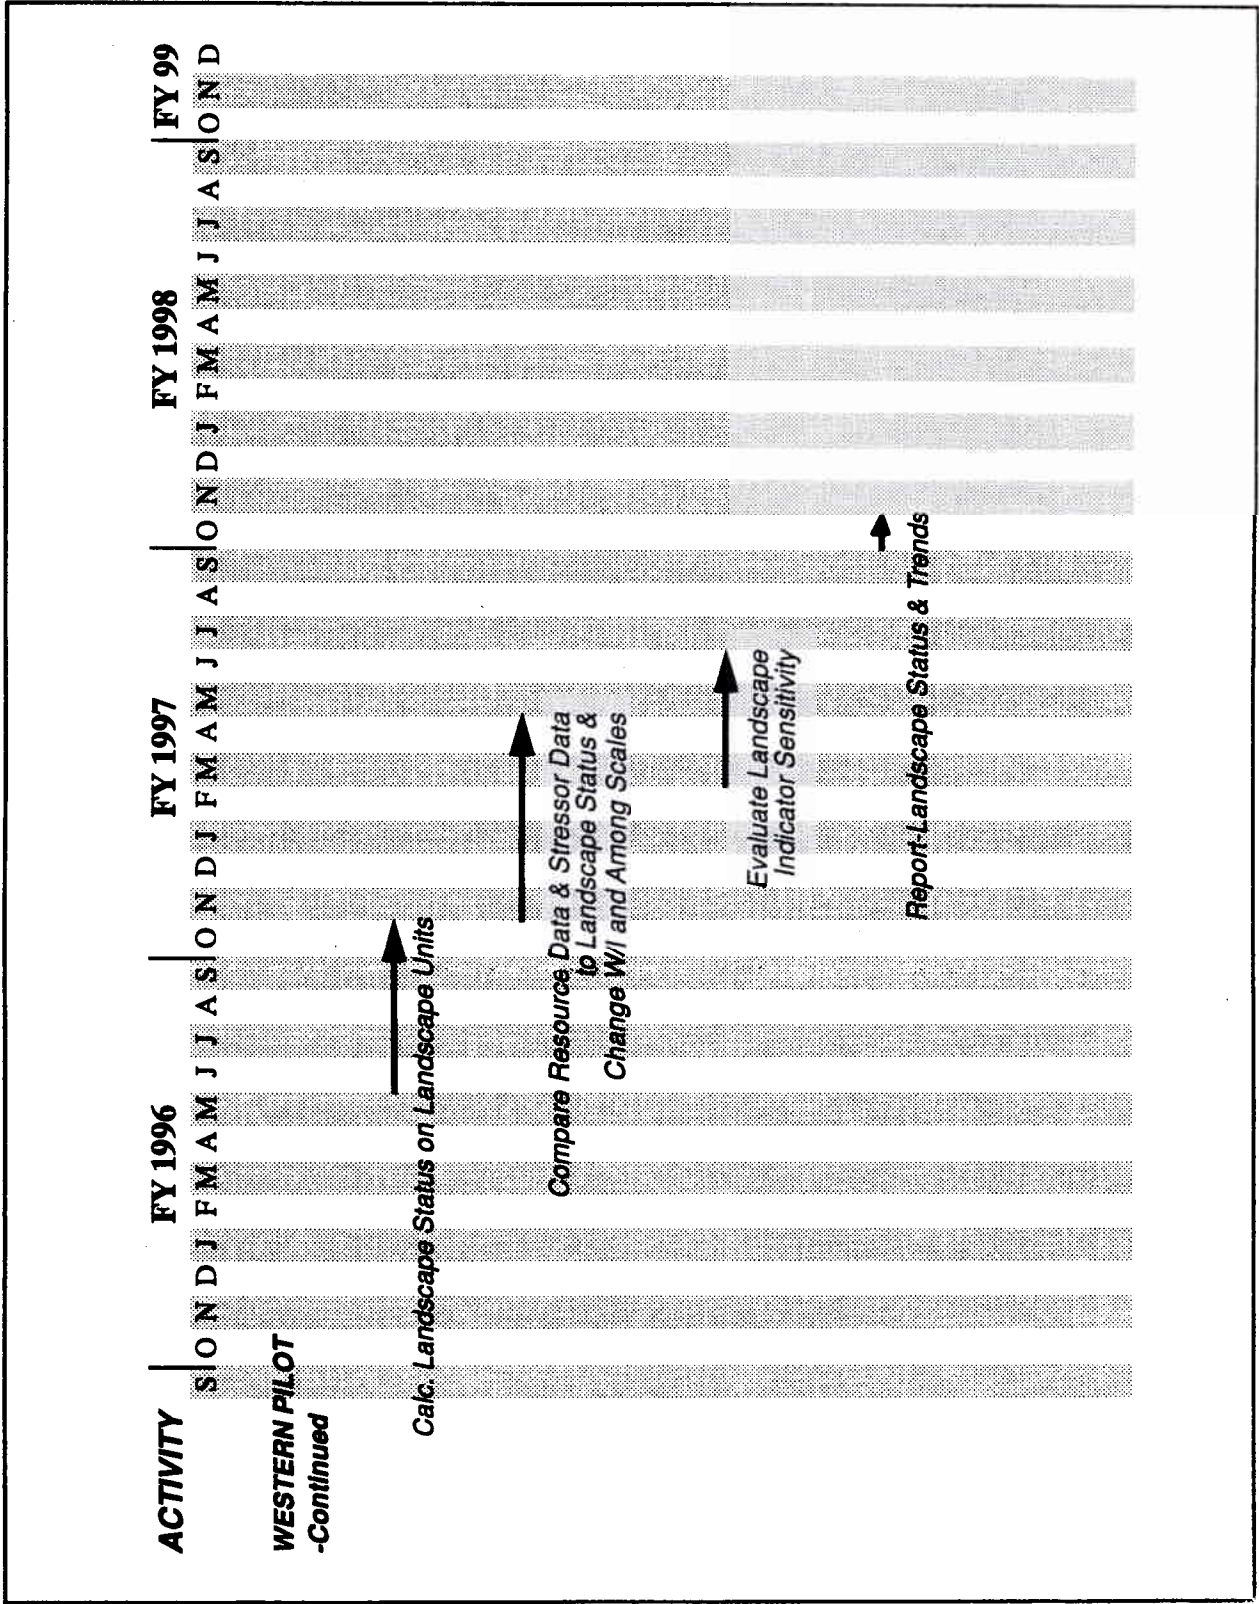 ACTIVITY
FY 1996 FY 1997 FY 1998 FY 99
S O N D J F M A M J J A S O N D J F M A M J J A S O N D J F M A M J J A S O N D
WESTERN PILOT
-Continued
Calc. Landscape Status on Landscape Units
Compare Resource Data & Stressor Data
to Landscape Status &
Change W/I and Among Scales
Evaluate Landscape
Indicator Sensitivity
Report-Landscape Status & Trends